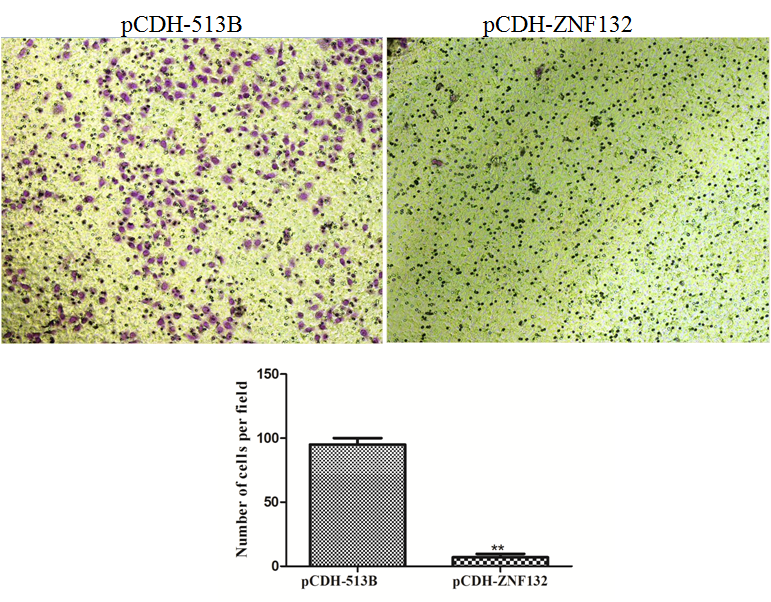 pCDH-513B pCDH-ZNF132
150
100
50
0
Number of cells per field
**
pCDH-513B pCDH-ZNF132